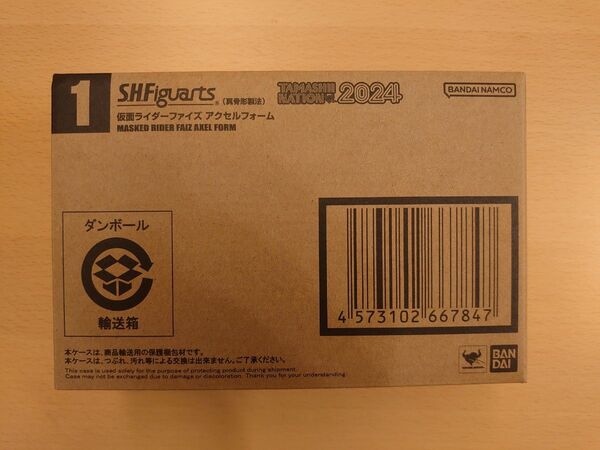 1
S.H.Figuarts®(真骨彫製法)
TAMASHII NATION 2024
BANDAI NAMCO
仮面ライダーファイズ アクセルフォーム
MASKED RIDER FAIZ AXEL FORM
ダンボール
輸送箱
4 573102 667847
本ケースは、商品輸送用の保護梱包材です。
本ケースは、つぶれ、汚れ等による交換は出来ません。ご了承ください。
This case is used solely for the purpose of protecting product during shipment.
Case may not be exchanged due to damage or discoloration. Thank you for your understanding.
BAN
DAI